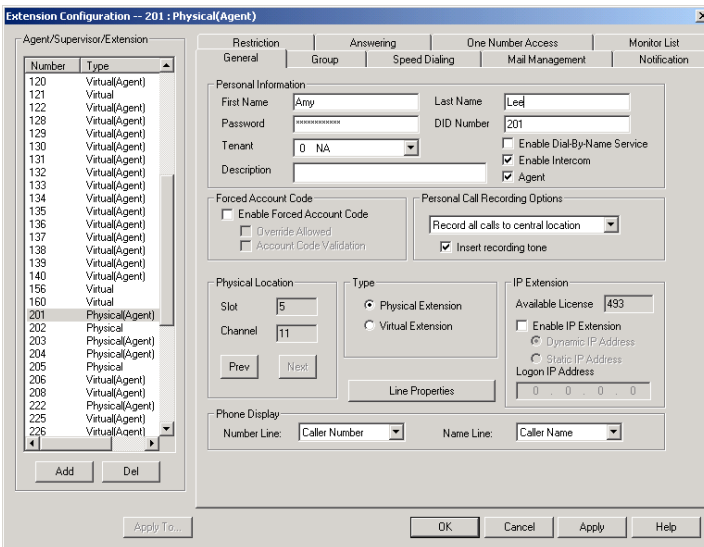 Extension Configuration -- 201 : Physical(Agent)
Agent/Supervisor/Extension
Number Type
120 Virtual(Agent)
121 Virtual
122 Virtual(Agent)
128 Virtual(Agent)
129 Virtual(Agent)
130 Virtual(Agent)
131 Virtual(Agent)
132 Virtual(Agent)
133 Virtual(Agent)
134 Virtual(Agent)
135 Virtual(Agent)
136 Virtual(Agent)
137 Virtual(Agent)
138 Virtual(Agent)
139 Virtual(Agent)
140 Virtual(Agent)
156 Virtual
160 Virtual
201 Physical(Agent)
202 Physical
203 Physical(Agent)
204 Physical(Agent)
205 Physical
206 Virtual(Agent)
208 Virtual(Agent)
222 Physical(Agent)
225 Virtual(Agent)
226 Virtual(Agent)
Add Del
Apply To...
Restriction Answering One Number Access Monitor List
General Group Speed Dialing Mail Management Notification
Personal Information
First Name Amy Last Name Lee
Password ************ DID Number 201
Tenant 0 NA
Enable Dial-By-Name Service
Enable Intercom
Description
Agent
Forced Account Code
Enable Forced Account Code
Override Allowed
Account Code Validation
Personal Call Recording Options
Record all calls to central location
Insert recording tone
Physical Location
Slot 5
Channel 11
Prev Next
Type
Physical Extension
Virtual Extension
Line Properties
IP Extension
Available License 493
Enable IP Extension
Dynamic IP Address
Static IP Address
Logon IP Address
0 . 0 . 0 . 0
Phone Display
Number Line: Caller Number Name Line: Caller Name
OK Cancel Apply Help